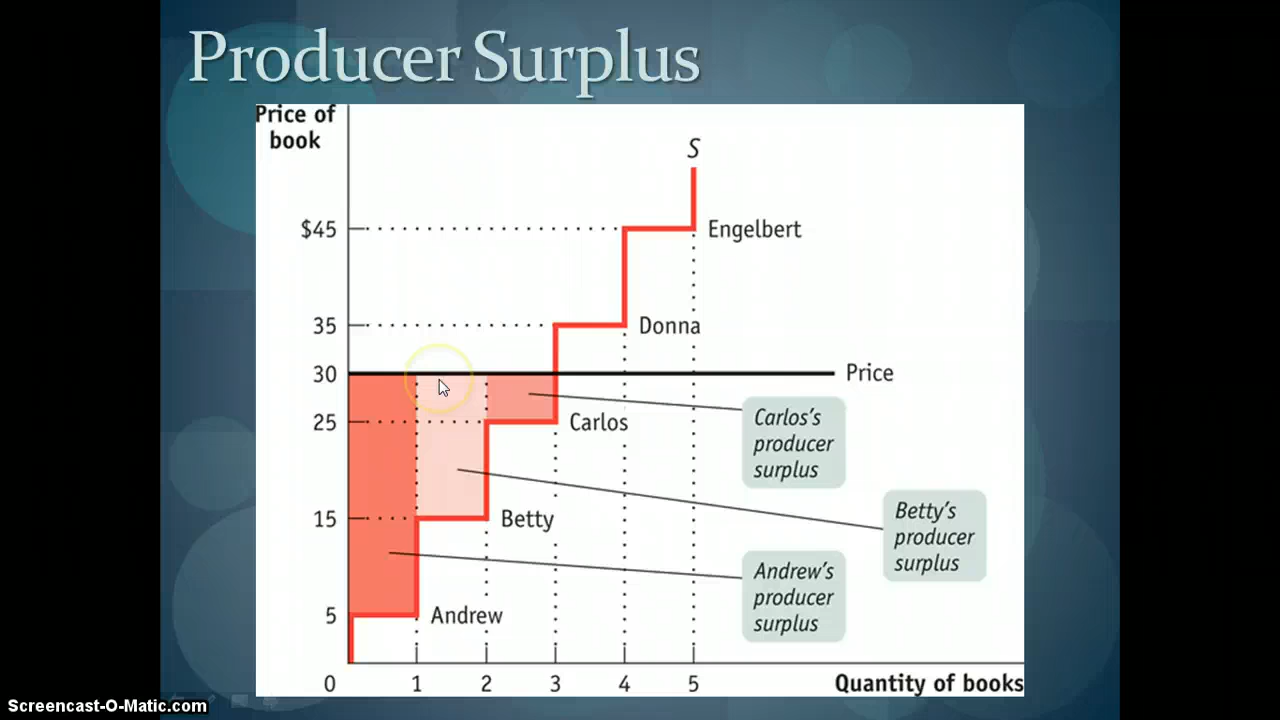 Producer Surplus
Price of
book
S
$45
Engelbert
35
Donna
30
Price
25
Carlos
Carlos's
producer
surplus
15
Betty
Betty's
producer
surplus
Andrew's
producer
surplus
5
Andrew
0
1
2
3
4
5
Quantity of books
Screencast-O-Matic.com